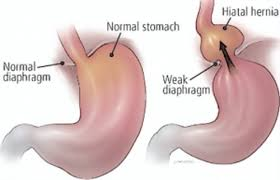 Normal stomach
Normal
diaphragm
Hiatal hernia
Weak
diaphragm